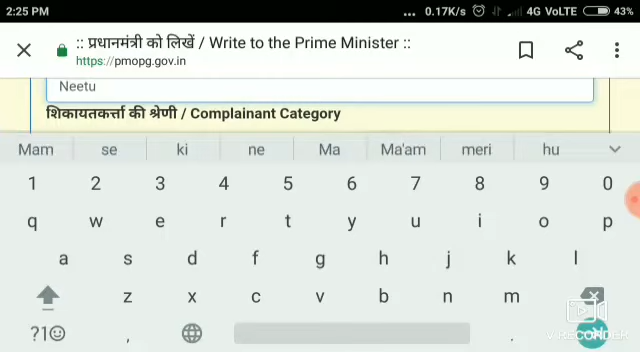 2:25 PM ... 0.17K/s 4G VoLTE 43%
:: प्रधानमंत्री को लिखें / Write to the Prime Minister ::
https://pmopg.gov.in
Neetu
शिकायतकर्त्ता की श्रेणी / Complainant Category
Mam se ki ne Ma Ma'am meri hu
1 2 3 4 5 6 7 8 9 0
q w e r t y u i o p
a s d f g h j k l
z x c v b n m
?1☺ , .
V RECORDER